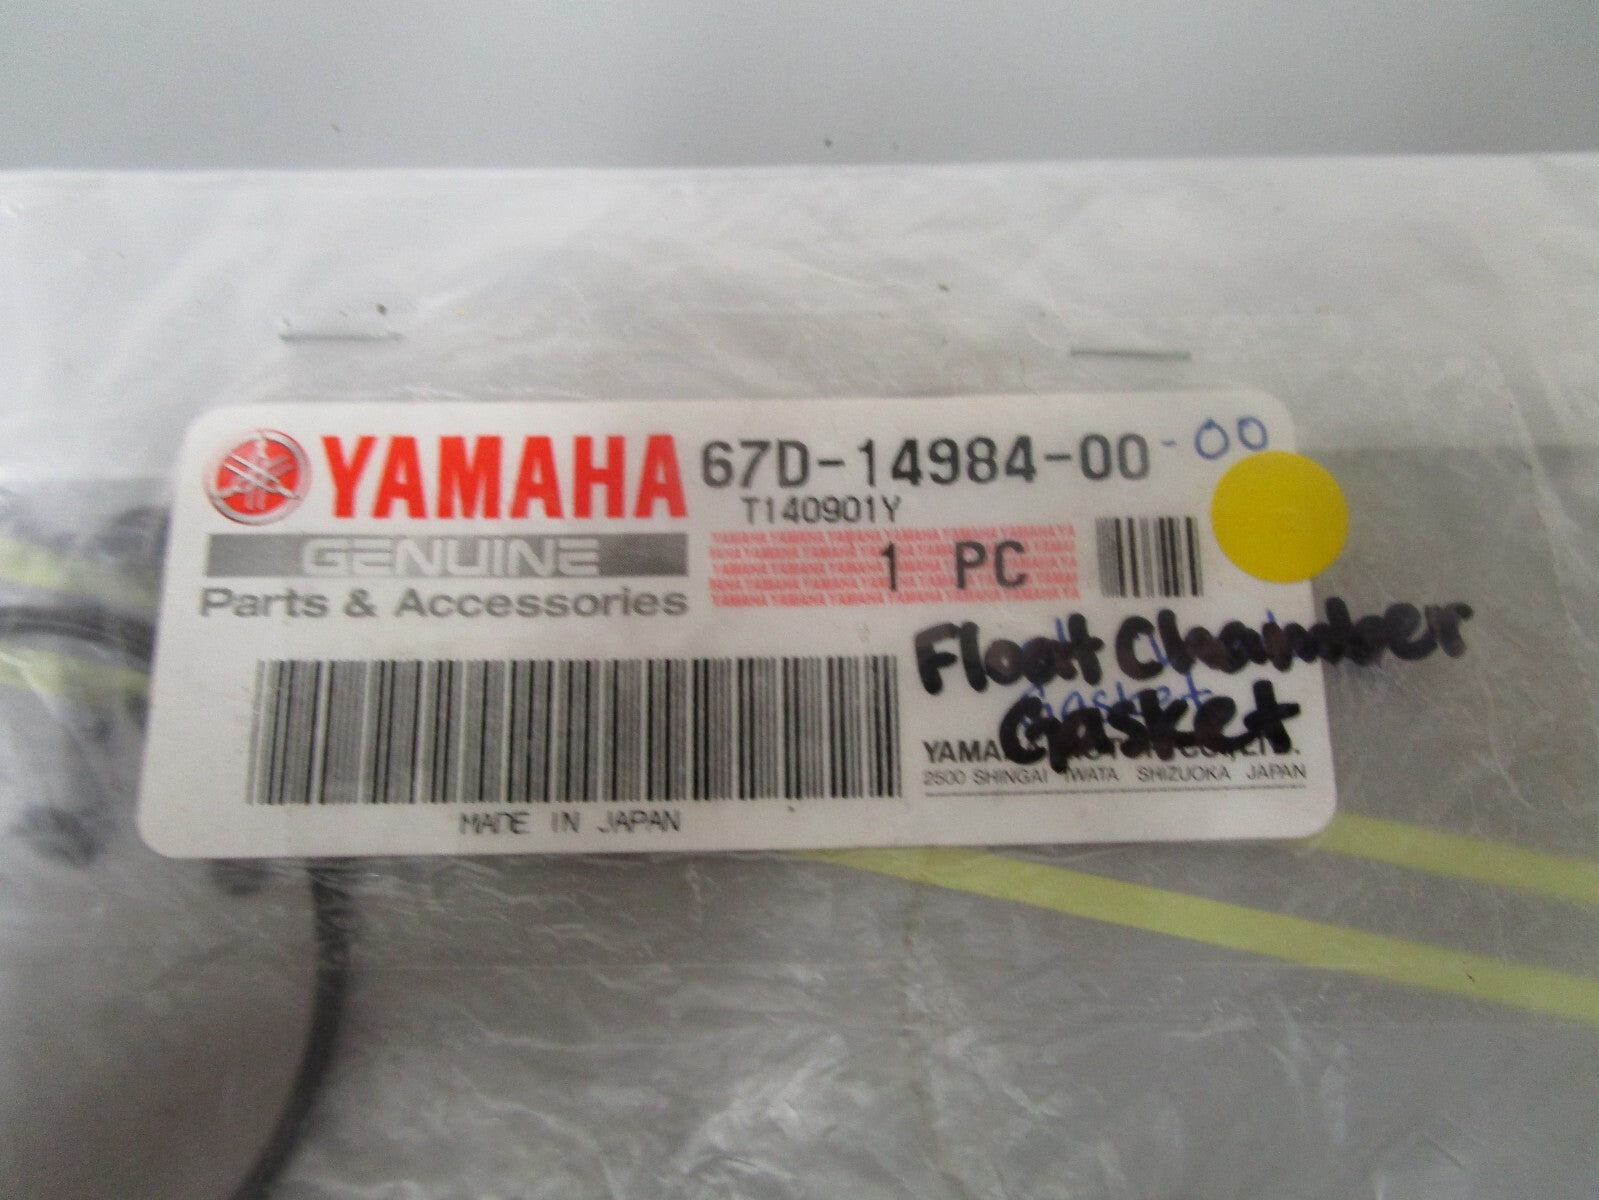 YAMAHA 67D-14984-00-00
T140901Y
GENUINE
1 PC
Parts & Accessories
Float Chamber
Gasket
Gasket
2500 SHINGAI IWATA SHIZUOKA JAPAN
MADE IN JAPAN